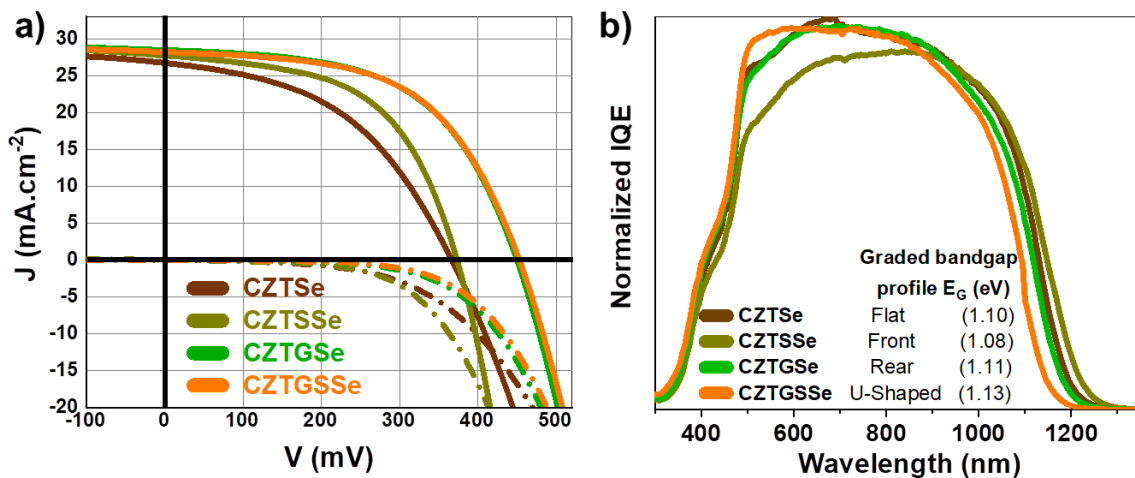 a)
30
25
20
15
10
5
0
-5
-10
-15
-20
J (mA.cm-2)
CZTSe
CZTSSe
CZTGSe
CZTGSSe
-100 0 100 200 300 400 500
V (mV)
b)
Normalized IQE
Graded bandgap
profile EG (eV)
CZTSe Flat (1.10)
CZTSSe Front (1.08)
CZTGSe Rear (1.11)
CZTGSSe U-Shaped (1.13)
400 600 800 1000 1200
Wavelength (nm)